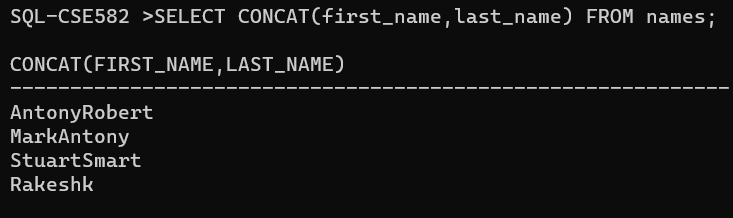 SQL-CSE582 >SELECT CONCAT(first_name,last_name) FROM names;
CONCAT(FIRST_NAME,LAST_NAME)
------------------------------------------------------------
AntonyRobert
MarkAntony
StuartSmart
Rakeshk